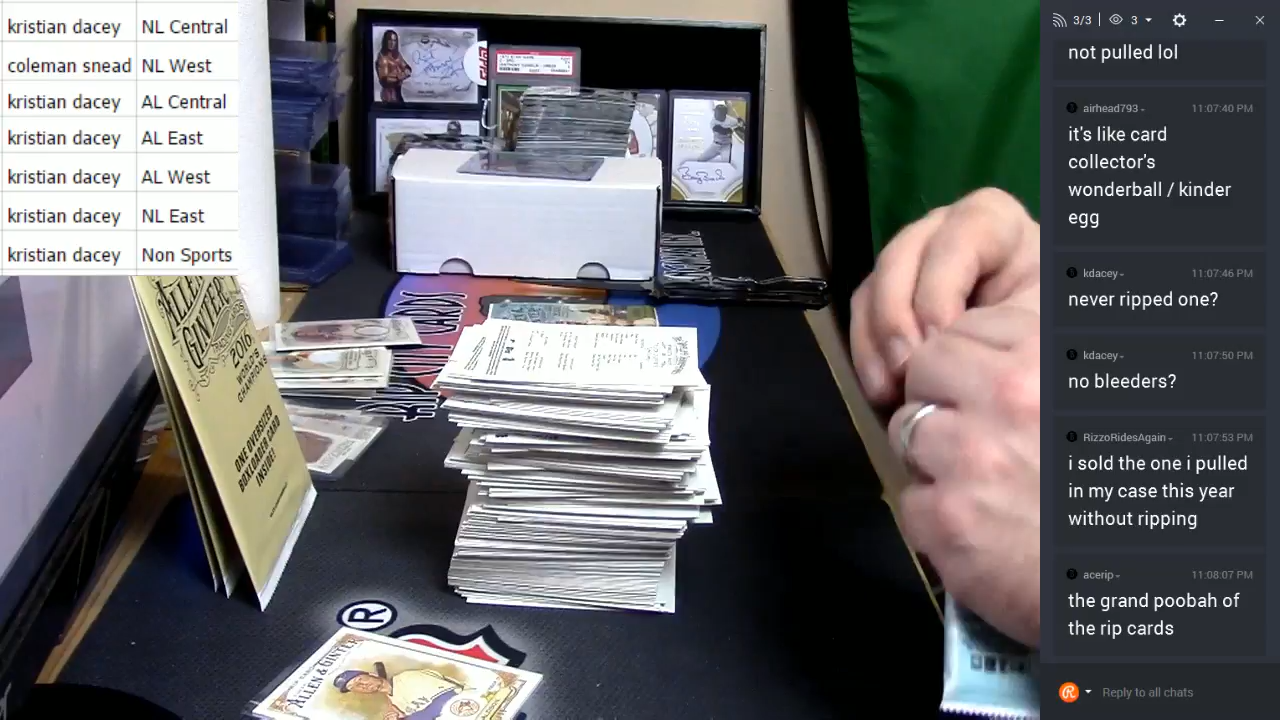 kristian dacey NL Central
coleman snead NL West
kristian dacey AL Central
kristian dacey AL East
kristian dacey AL West
kristian dacey NL East
kristian dacey Non Sports
GINTER
2016
WORLD'S
CHAMPIONS
ONE OVERSIZED
BOXLOADER CARD
INSIDE!
®
ALLEN & GINTER
3/3 3
not pulled lol
airhead793 11:07:40 PM
it's like card
collector's
wonderball / kinder
egg
kdacey 11:07:46 PM
never ripped one?
kdacey 11:07:50 PM
no bleeders?
RizzoRidesAgain 11:07:53 PM
i sold the one i pulled
in my case this year
without ripping
acerip 11:08:07 PM
the grand poobah of
the rip cards
Reply to all chats